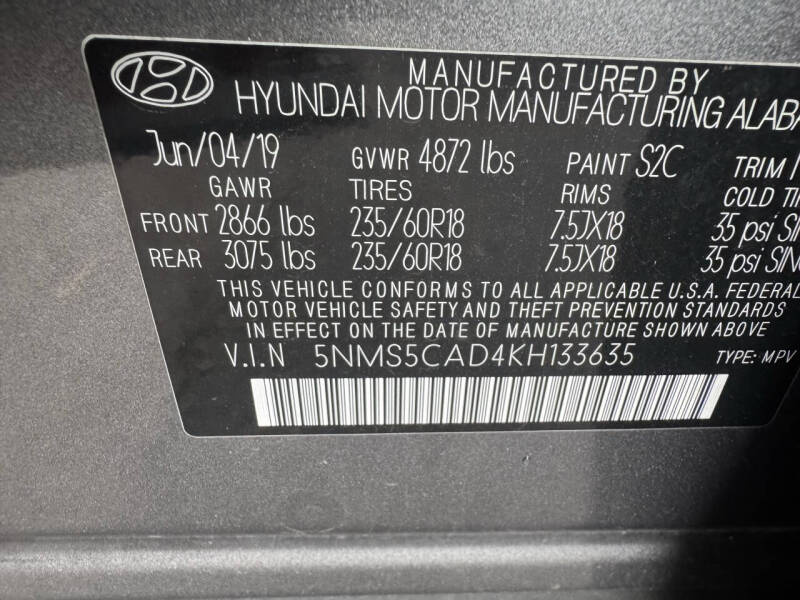 MANUFACTURED BY
HYUNDAI MOTOR MANUFACTURING
Jun/04/19 GVWR 4872 lbs PAINT S2C TRIM
GAWR TIRES RIMS COLD
FRONT 2866 lbs 235/60R18 7.5JX18 35 psi
REAR 3075 lbs 235/60R18 7.5JX18 35 psi
THIS VEHICLE CONFORMS TO ALL APPLICABLE U.S.A. FEDERAL
MOTOR VEHICLE SAFETY AND THEFT PREVENTION STANDARDS
IN EFFECT ON THE DATE OF MANUFACTURE SHOWN ABOVE
V.I.N 5NMS5CAD4KH133635 TYPE: MPV